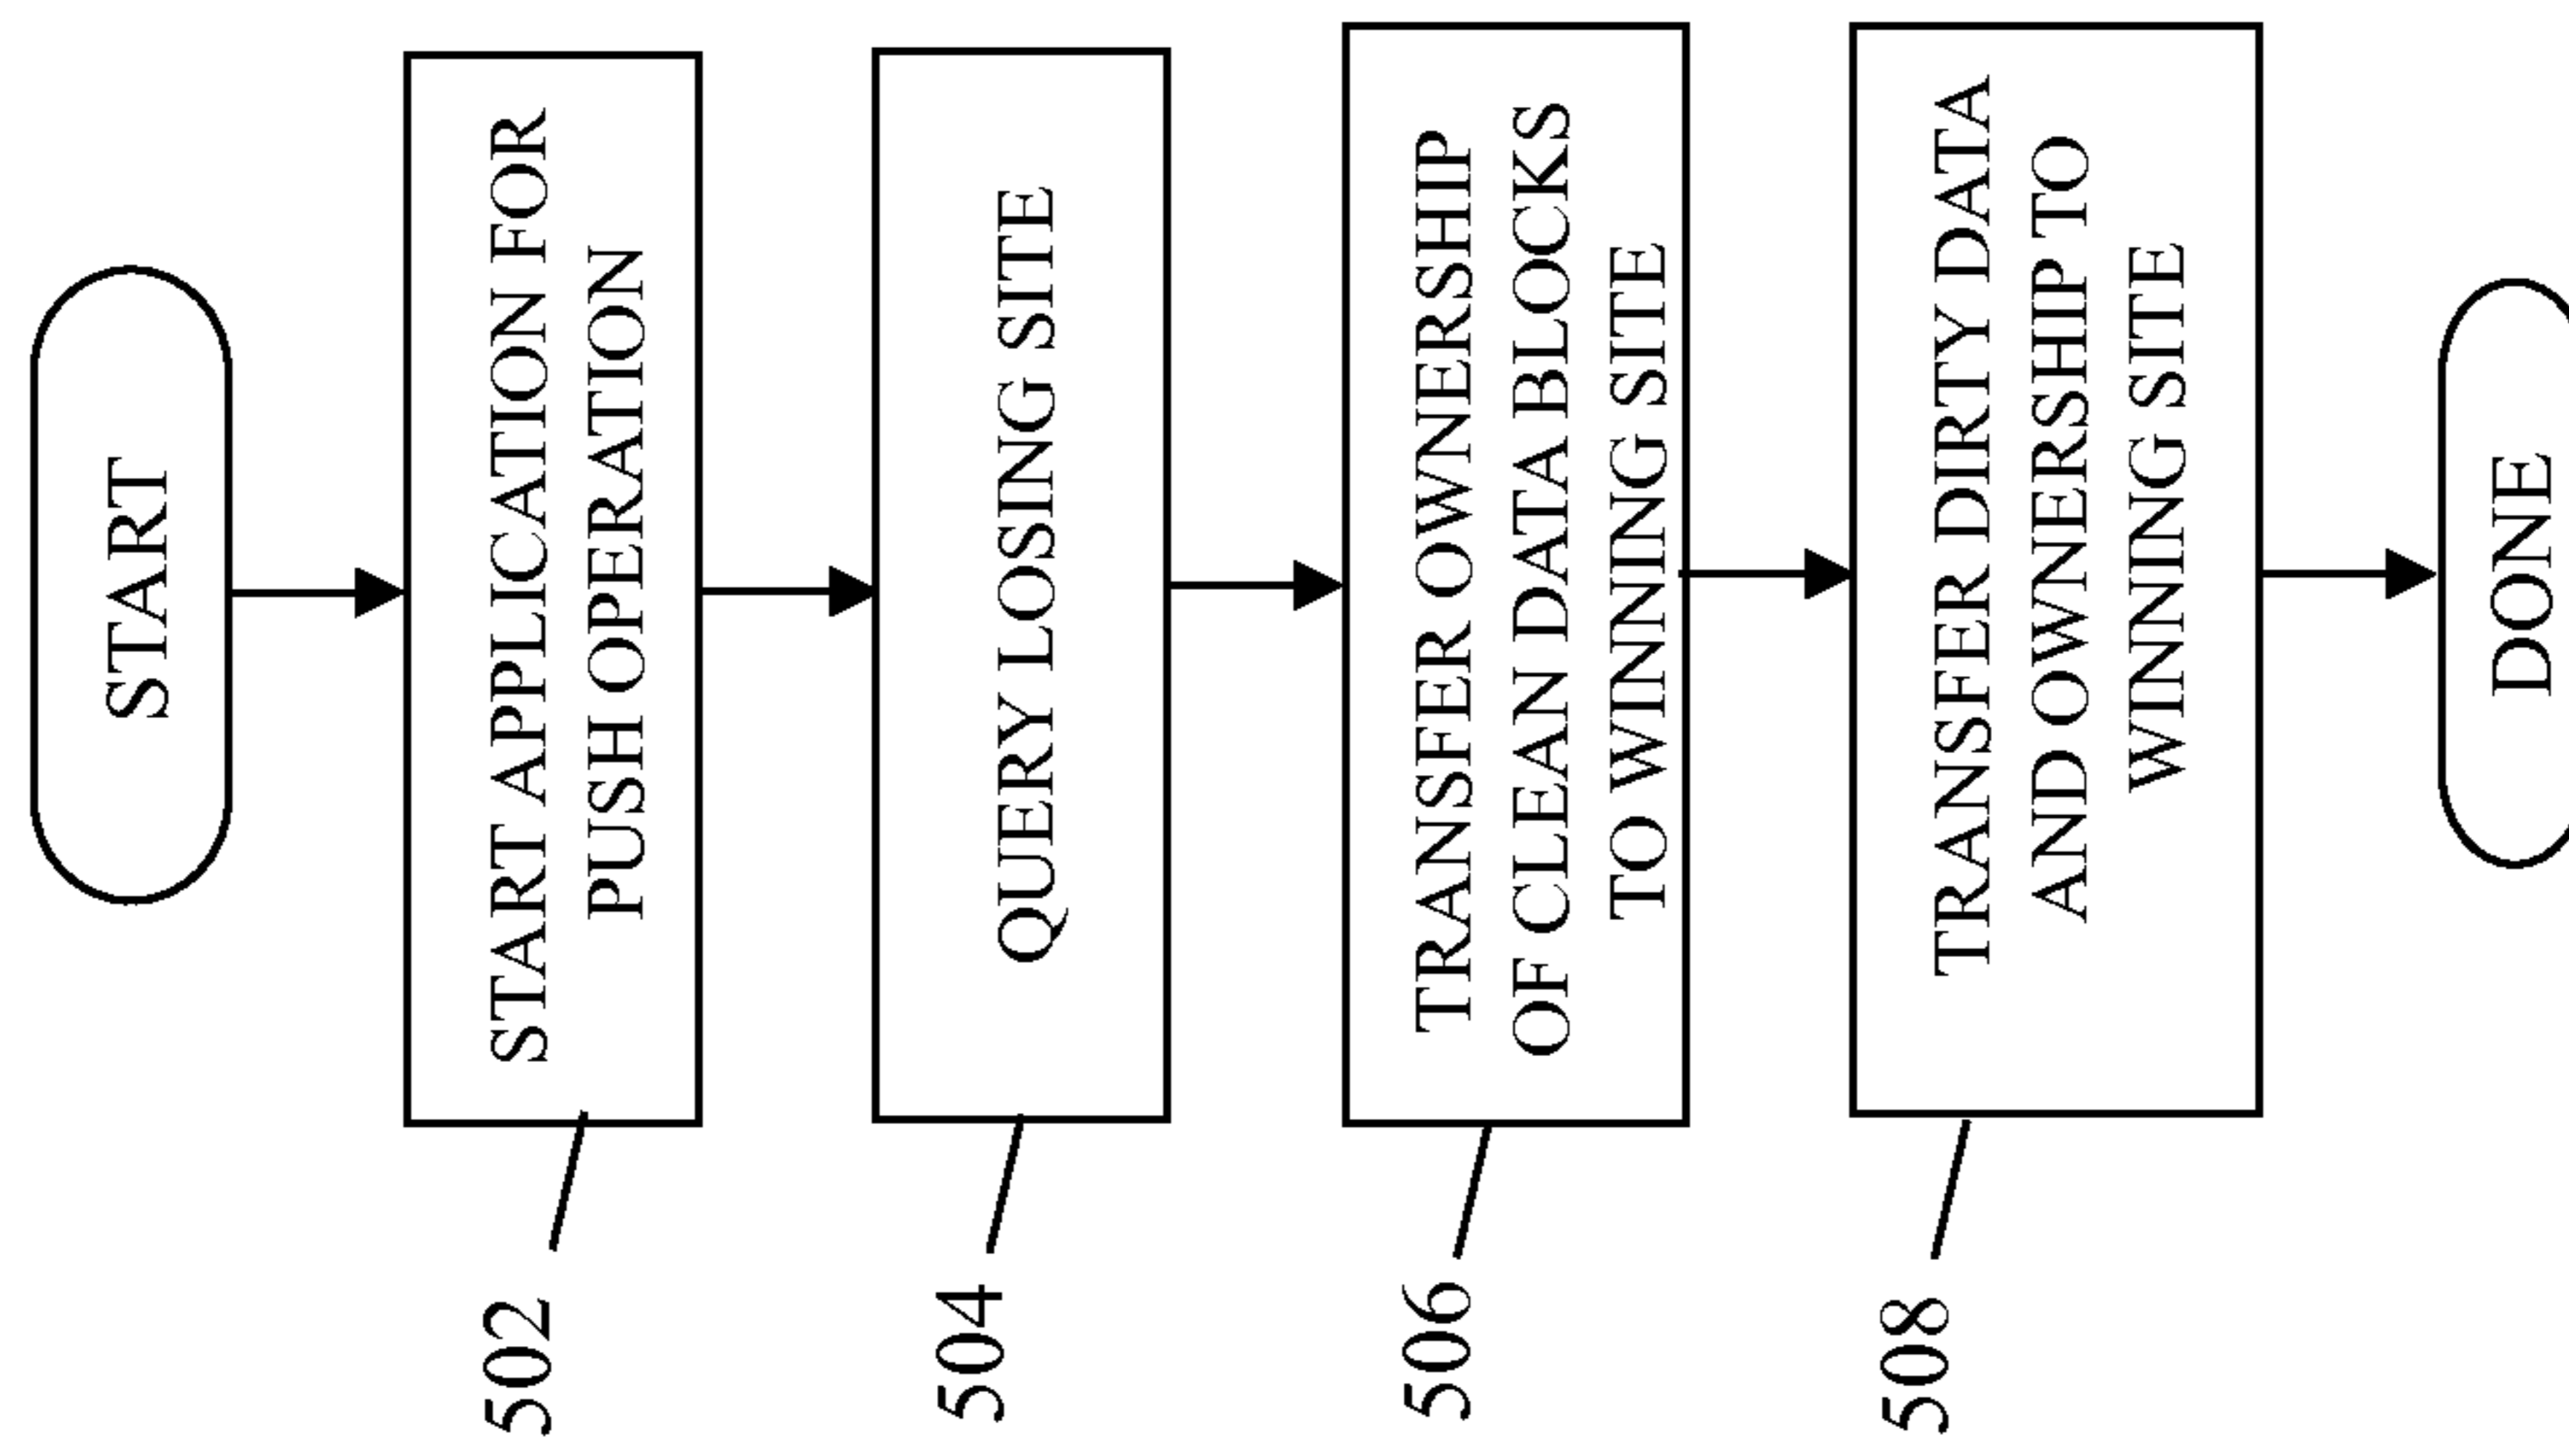 START
START APPLICATION FOR
PUSH OPERATION
502
QUERY LOSING SITE
504
TRANSFER OWNERSHIP
OF CLEAN DATA BLOCKS
TO WINNING SITE
506
TRANSFER DIRTY DATA
AND OWNERSHIP TO
WINNING SITE
508
DONE